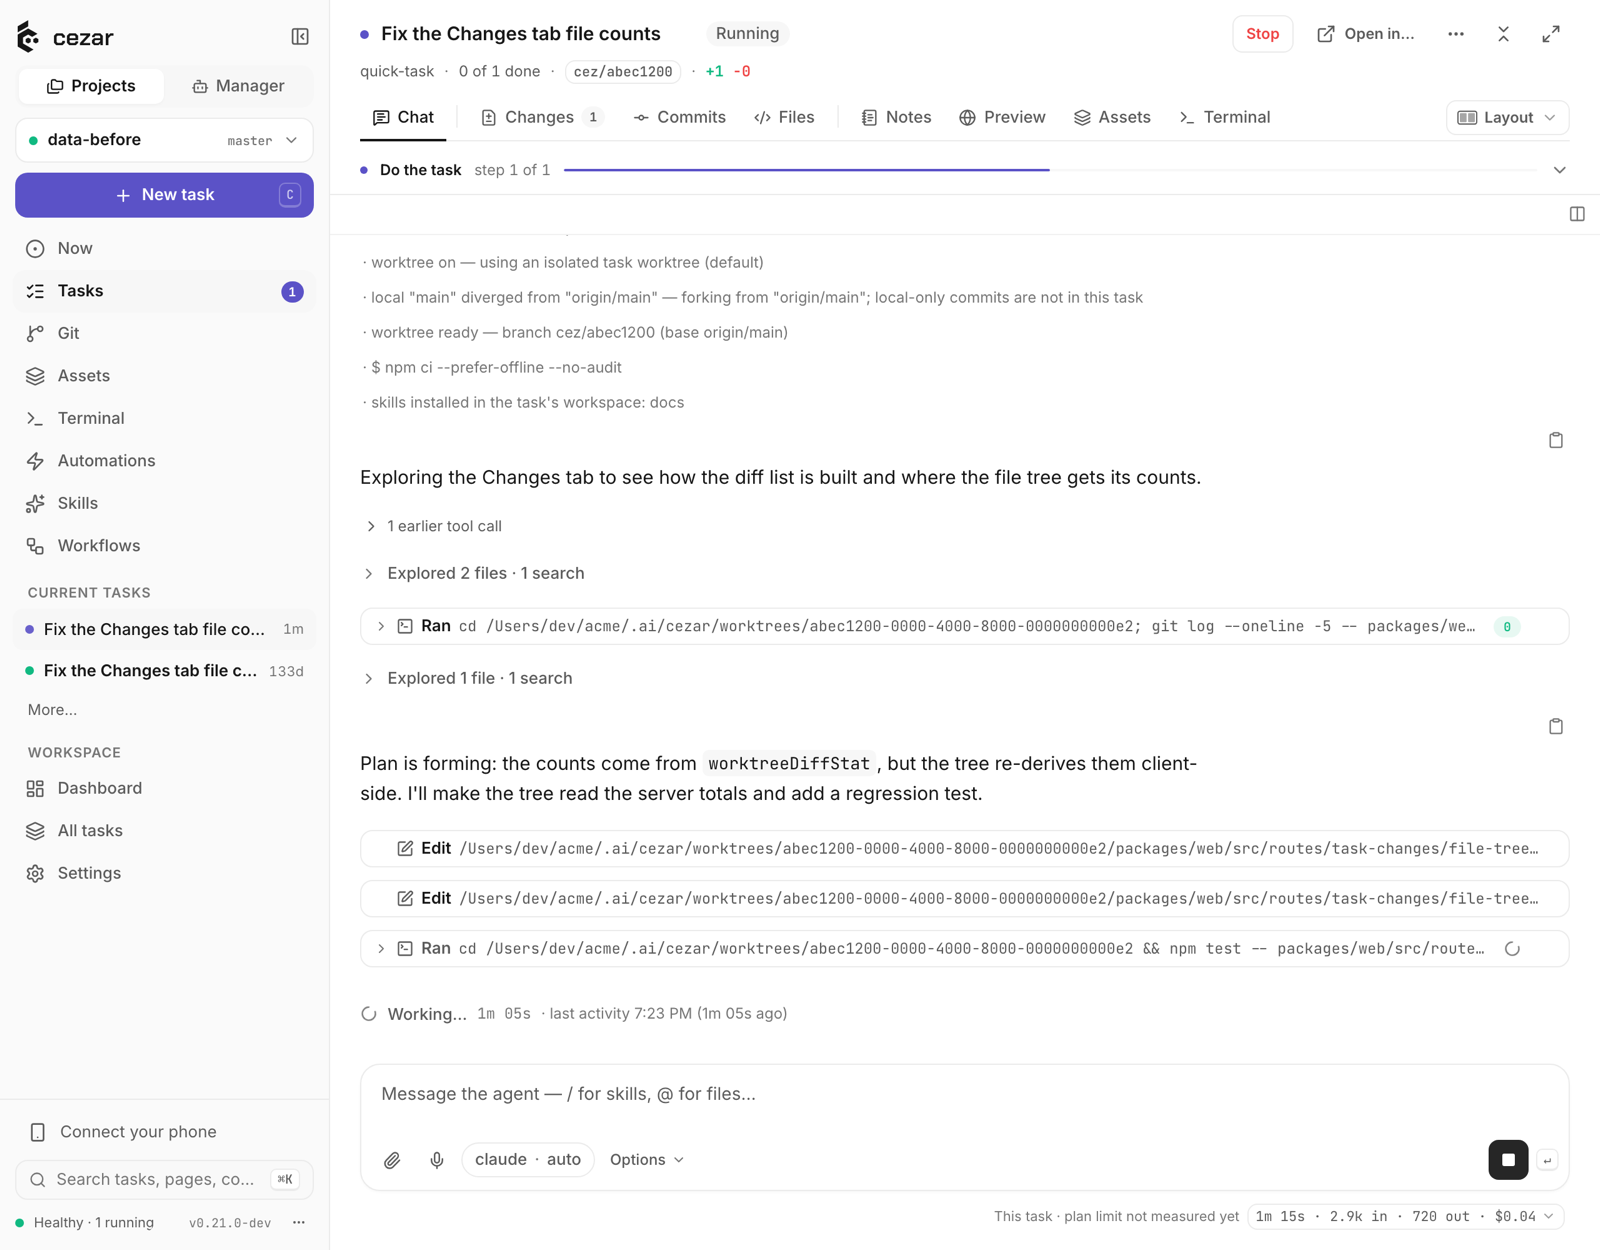 cezar
Projects
Manager
data-before
master
New task
C
Now
Tasks
1
Git
Assets
Terminal
Automations
Skills
Workflows
CURRENT TASKS
Fix the Changes tab file co...
1m
Fix the Changes tab file c...
133d
More...
WORKSPACE
Dashboard
All tasks
Settings
Connect your phone
Search tasks, pages, co...
⌘K
Healthy · 1 running
v0.21.0-dev
Fix the Changes tab file counts
Running
Stop
Open in...
quick-task · 0 of 1 done · cez/abec1200 · +1 -0
Chat
Changes 1
Commits
Files
Notes
Preview
Assets
Terminal
Layout
Do the task step 1 of 1
· worktree on — using an isolated task worktree (default)
· local "main" diverged from "origin/main" — forking from "origin/main"; local-only commits are not in this task
· worktree ready — branch cez/abec1200 (base origin/main)
· $ npm ci --prefer-offline --no-audit
· skills installed in the task's workspace: docs
Exploring the Changes tab to see how the diff list is built and where the file tree gets its counts.
1 earlier tool call
Explored 2 files · 1 search
Ran cd /Users/dev/acme/.ai/cezar/worktrees/abec1200-0000-4000-8000-0000000000e2; git log --oneline -5 -- packages/we… 0
Explored 1 file · 1 search
Plan is forming: the counts come from worktreeDiffStat, but the tree re-derives them client-
side. I'll make the tree read the server totals and add a regression test.
Edit /Users/dev/acme/.ai/cezar/worktrees/abec1200-0000-4000-8000-0000000000e2/packages/web/src/routes/task-changes/file-tree…
Edit /Users/dev/acme/.ai/cezar/worktrees/abec1200-0000-4000-8000-0000000000e2/packages/web/src/routes/task-changes/file-tree…
Ran cd /Users/dev/acme/.ai/cezar/worktrees/abec1200-0000-4000-8000-0000000000e2 && npm test -- packages/web/src/route…
Working... 1m 05s · last activity 7:23 PM (1m 05s ago)
Message the agent — / for skills, @ for files...
claude · auto
Options
This task · plan limit not measured yet
1m 15s · 2.9k in · 720 out · $0.04